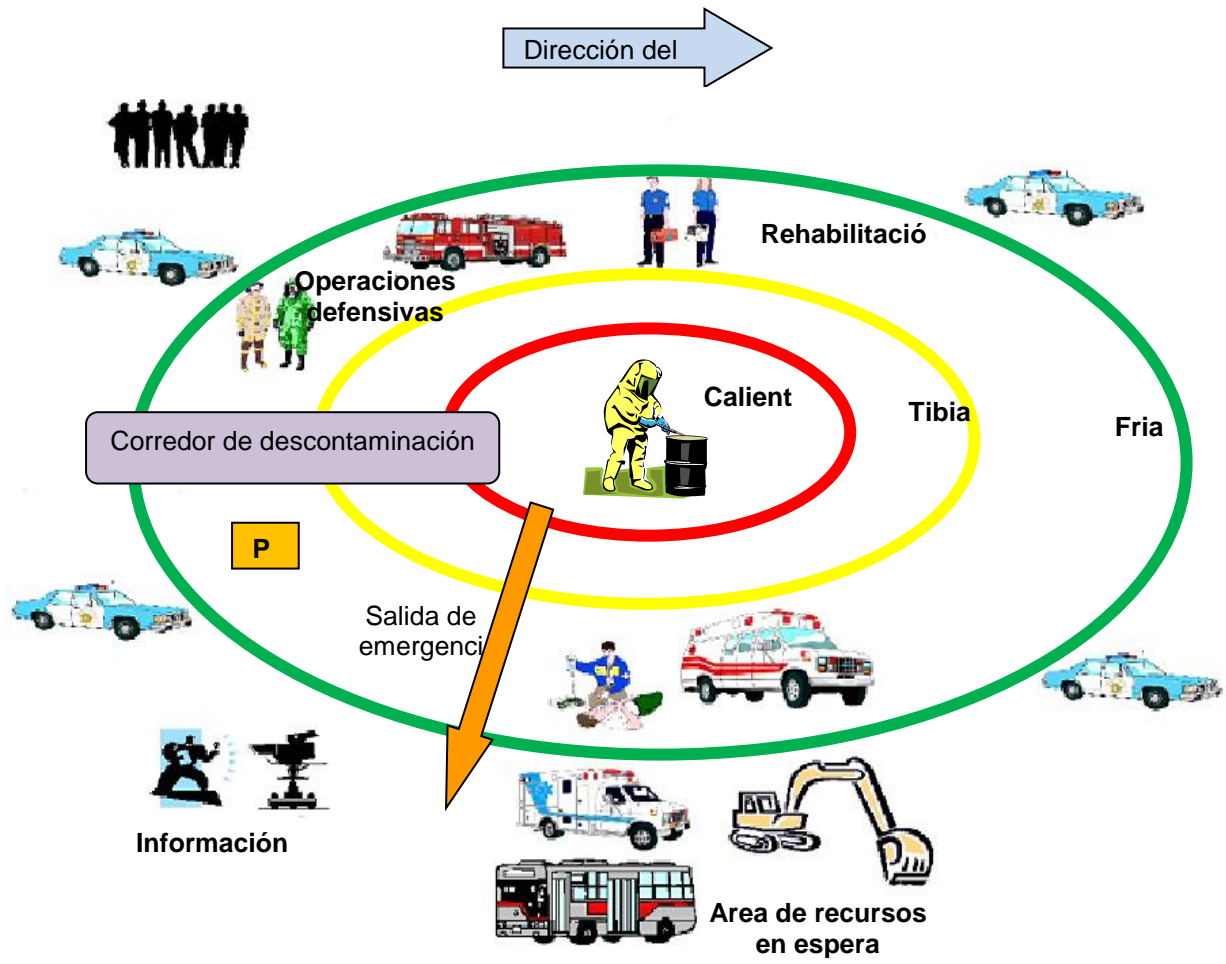 Dirección del
Rehabilitació
Operaciones
defensivas
Calient
Tibia
Fria
Corredor de descontaminación
P
Salida de
emergenci
Información
Area de recursos
en espera